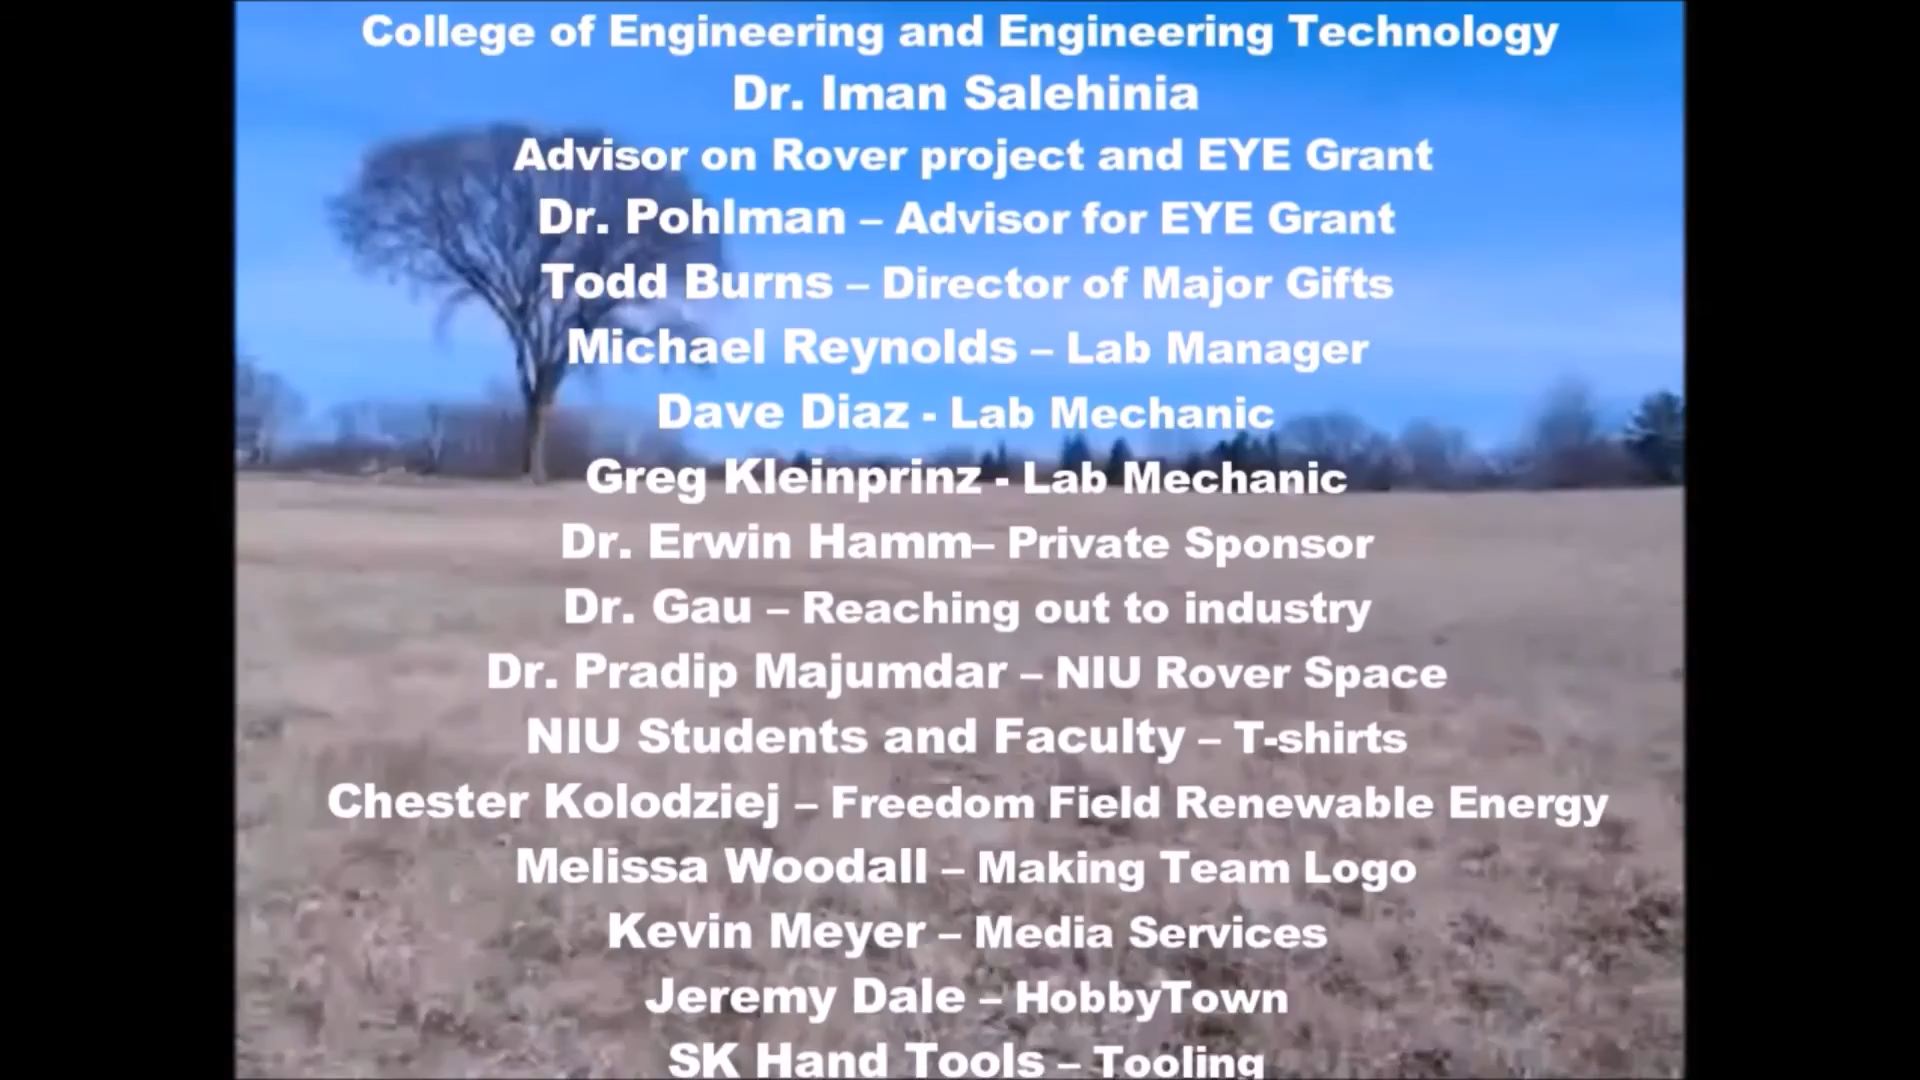 College of Engineering and Engineering Technology
Dr. Iman Salehinia
Advisor on Rover project and EYE Grant
Dr. Pohlman – Advisor for EYE Grant
Todd Burns – Director of Major Gifts
Michael Reynolds – Lab Manager
Dave Diaz - Lab Mechanic
Greg Kleinprinz - Lab Mechanic
Dr. Erwin Hamm– Private Sponsor
Dr. Gau – Reaching out to industry
Dr. Pradip Majumdar – NIU Rover Space
NIU Students and Faculty – T-shirts
Chester Kolodziej – Freedom Field Renewable Energy
Melissa Woodall – Making Team Logo
Kevin Meyer – Media Services
Jeremy Dale – HobbyTown
SK Hand Tools – Tooling